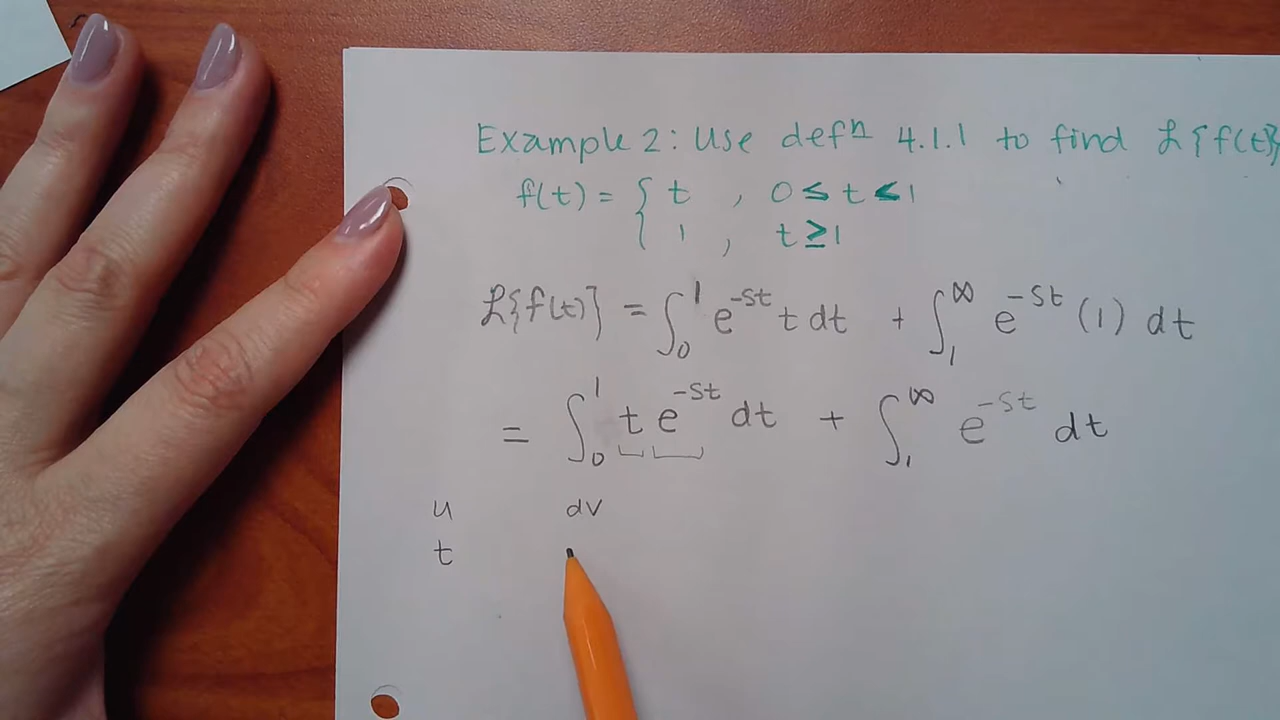 Example 2: Use defⁿ 4.1.1 to find ℒ{f(t)}
f(t) = { t , 0 ≤ t < 1
1 , t ≥ 1
ℒ{f(t)} = ∫₀¹ e^{-st} t dt + ∫₁^∞ e^{-st} (1) dt
= ∫₀¹ t e^{-st} dt + ∫₁^∞ e^{-st} dt
u dv
t